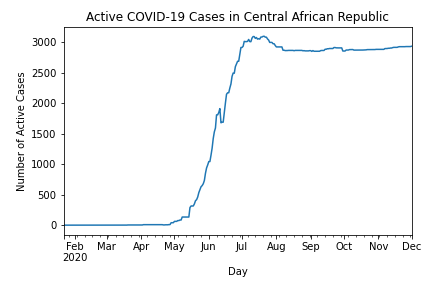 Active COVID-19 Cases in Central African Republic
3000
2500
2000
1500
1000
500
0
Number of Active Cases
Feb Mar Apr May Jun Jul Aug Sep Oct Nov Dec
2020
Day